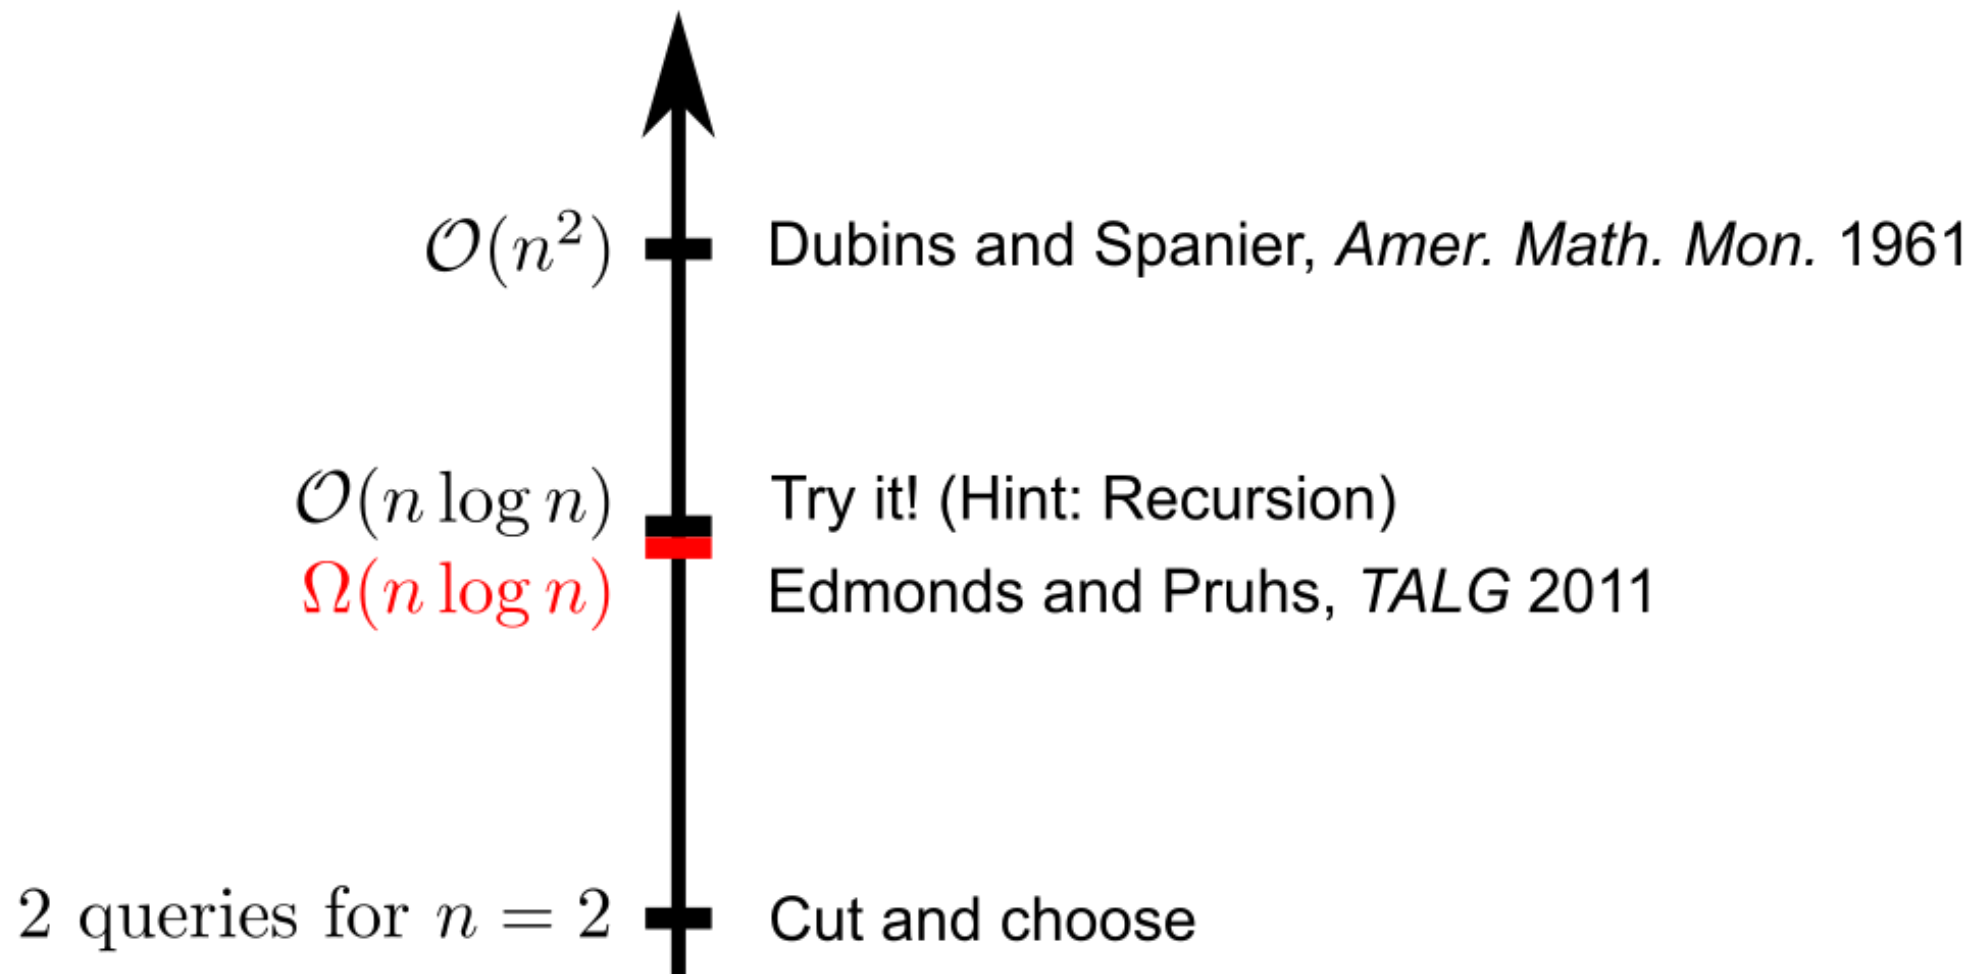 𝒪(n²) Dubins and Spanier, Amer. Math. Mon. 1961
𝒪(n log n) Try it! (Hint: Recursion)
Ω(n log n) Edmonds and Pruhs, TALG 2011
2 queries for n = 2 Cut and choose